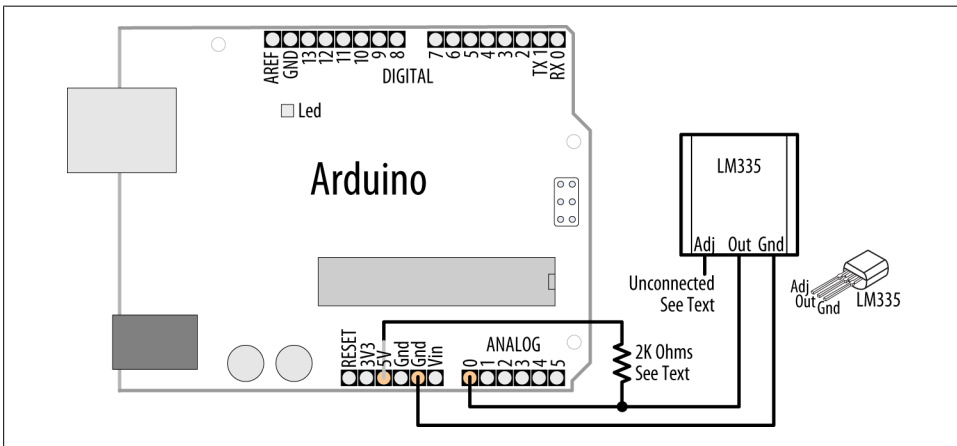 AREF
GND
13
12
11
10
9
8
7
6
5
4
3
2
TX 1
RX 0
DIGITAL
Led
Arduino
LM335
Adj Out Gnd
Unconnected
See Text
Adj
Out
Gnd
LM335
RESET
3V3
5V
Gnd
Gnd
Vin
ANALOG
0
1
2
3
4
5
2K Ohms
See Text